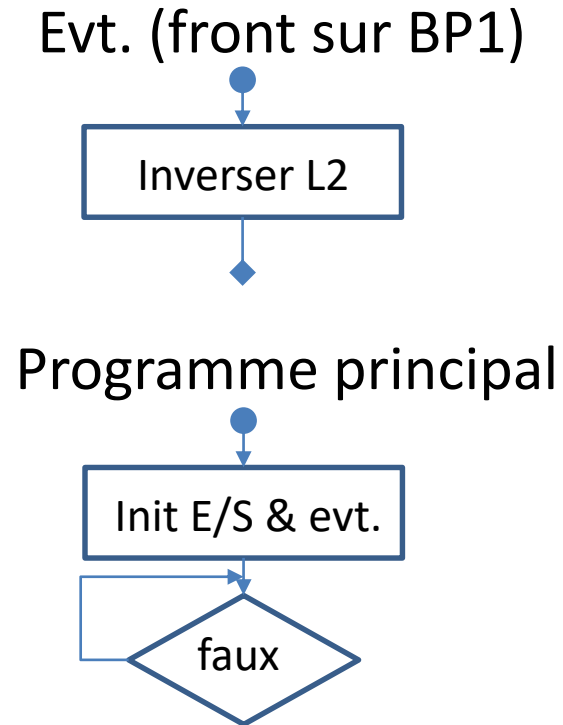 Evt. (front sur BP1)
Inverser L2
Programme principal
Init E/S & evt.
faux